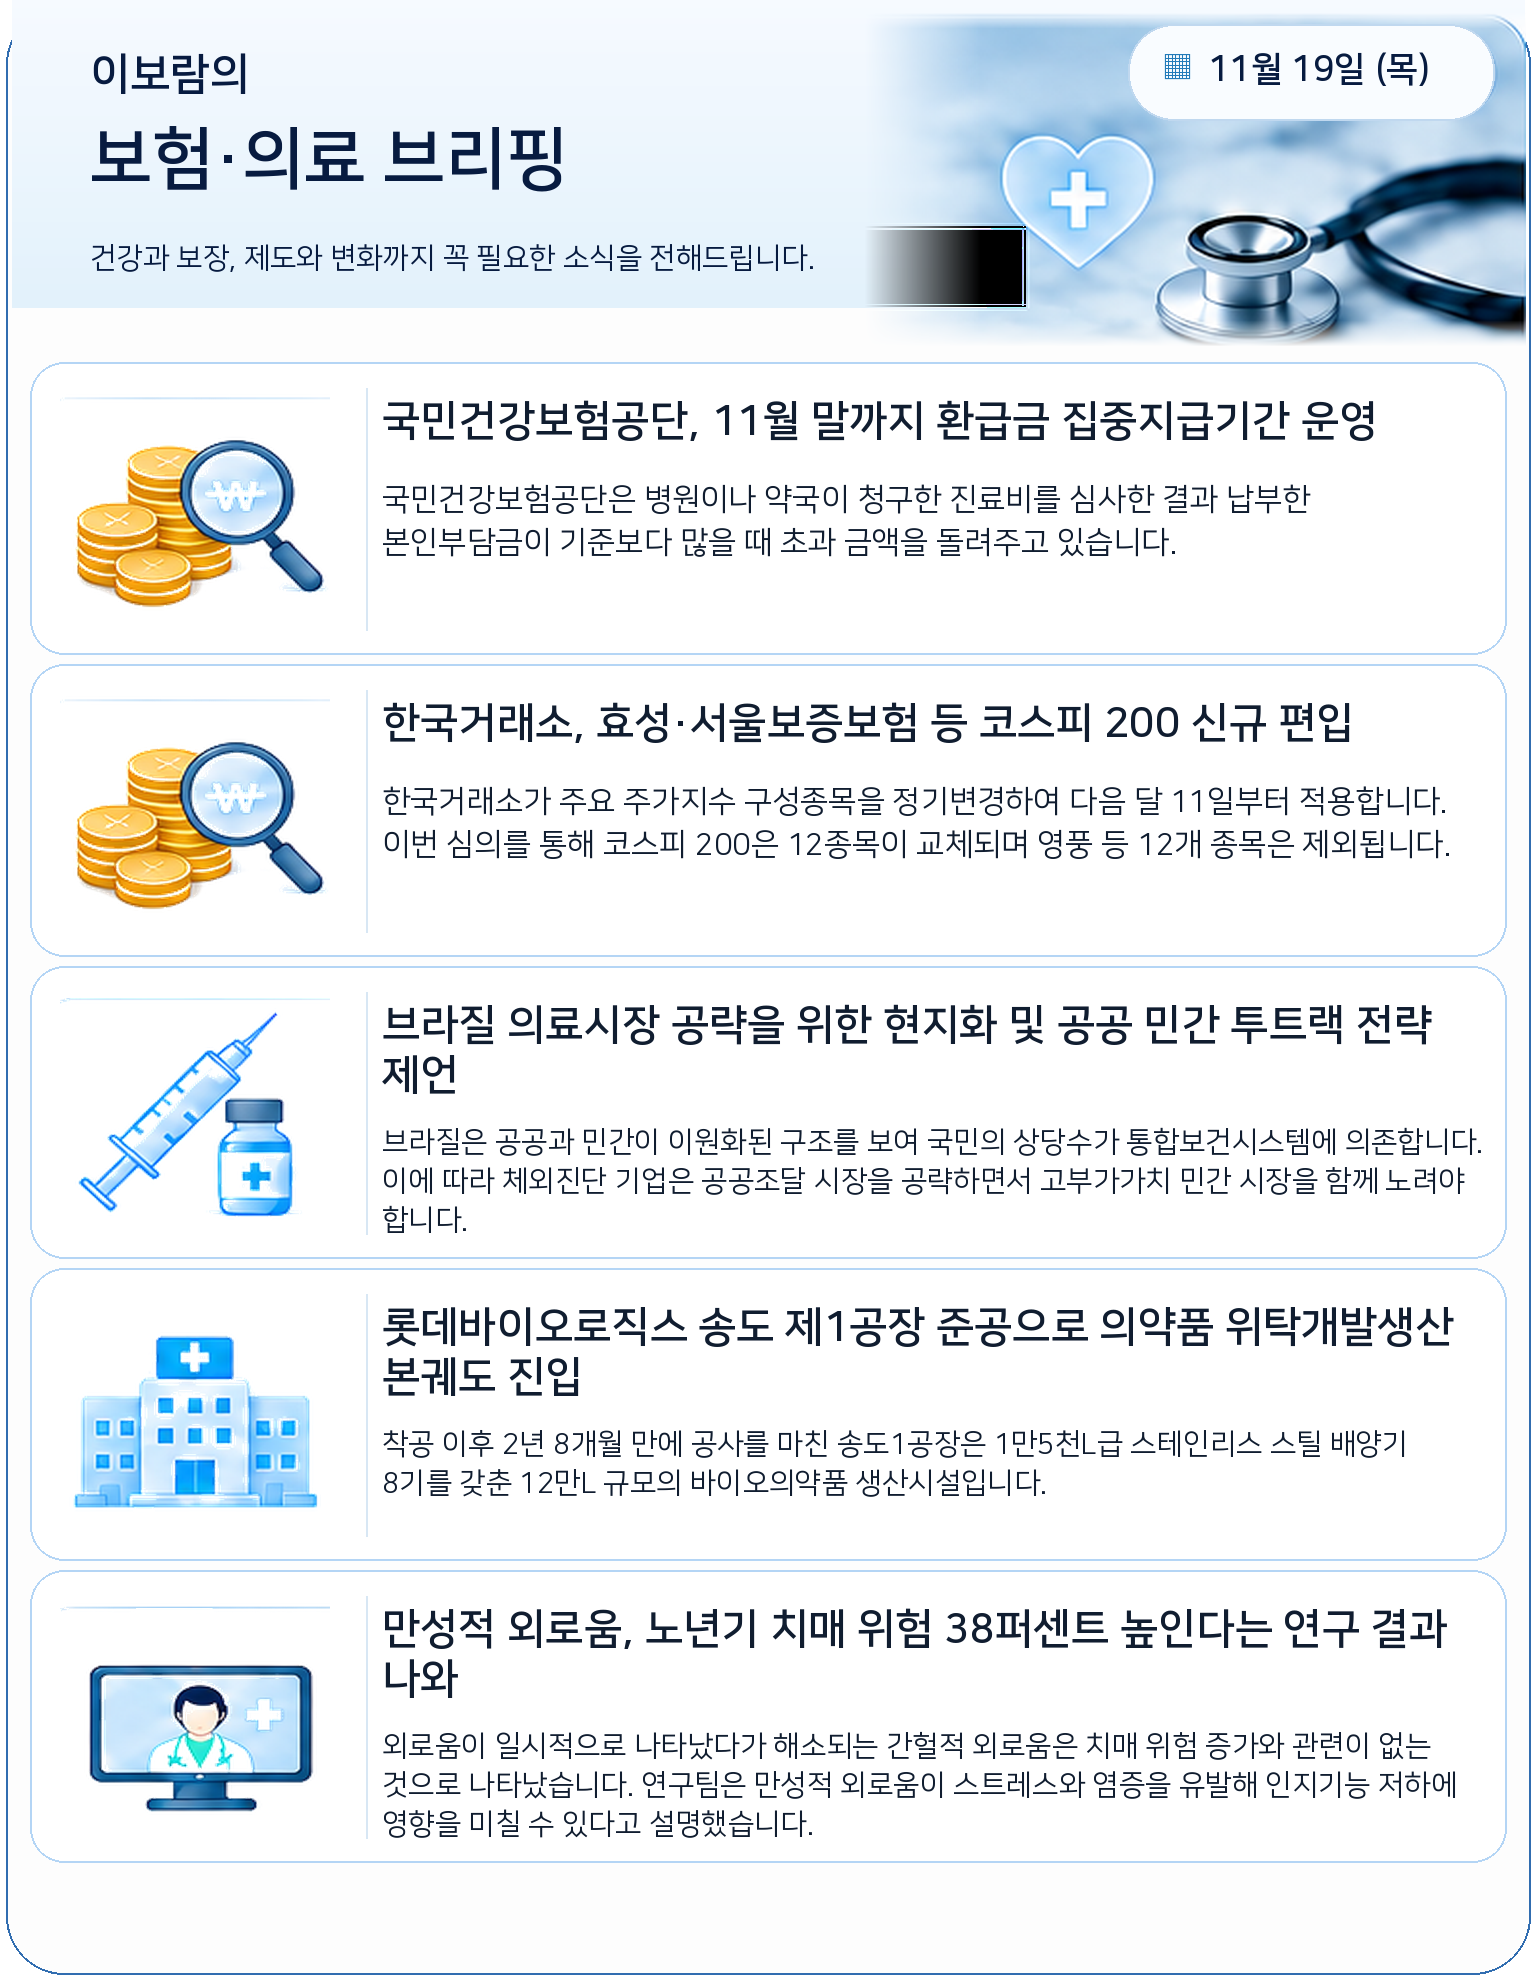 이보람의
11월 19일 (목)
보험·의료 브리핑
건강과 보장, 제도와 변화까지 꼭 필요한 소식을 전해드립니다.
국민건강보험공단, 11월 말까지 환급금 집중지급기간 운영
국민건강보험공단은 병원이나 약국이 청구한 진료비를 심사한 결과 납부한
본인부담금이 기준보다 많을 때 초과 금액을 돌려주고 있습니다.
한국거래소, 효성·서울보증보험 등 코스피 200 신규 편입
한국거래소가 주요 주가지수 구성종목을 정기변경하여 다음 달 11일부터 적용합니다.
이번 심의를 통해 코스피 200은 12종목이 교체되며 영풍 등 12개 종목은 제외됩니다.
브라질 의료시장 공략을 위한 현지화 및 공공 민간 투트랙 전략
제언
브라질은 공공과 민간이 이원화된 구조를 보여 국민의 상당수가 통합보건시스템에 의존합니다.
이에 따라 체외진단 기업은 공공조달 시장을 공략하면서 고부가가치 민간 시장을 함께 노려야
합니다.
롯데바이오로직스 송도 제1공장 준공으로 의약품 위탁개발생산
본궤도 진입
착공 이후 2년 8개월 만에 공사를 마친 송도1공장은 1만5천L급 스테인리스 스틸 배양기
8기를 갖춘 12만L 규모의 바이오의약품 생산시설입니다.
만성적 외로움, 노년기 치매 위험 38퍼센트 높인다는 연구 결과
나와
외로움이 일시적으로 나타났다가 해소되는 간헐적 외로움은 치매 위험 증가와 관련이 없는
것으로 나타났습니다. 연구팀은 만성적 외로움이 스트레스와 염증을 유발해 인지기능 저하에
영향을 미칠 수 있다고 설명했습니다.